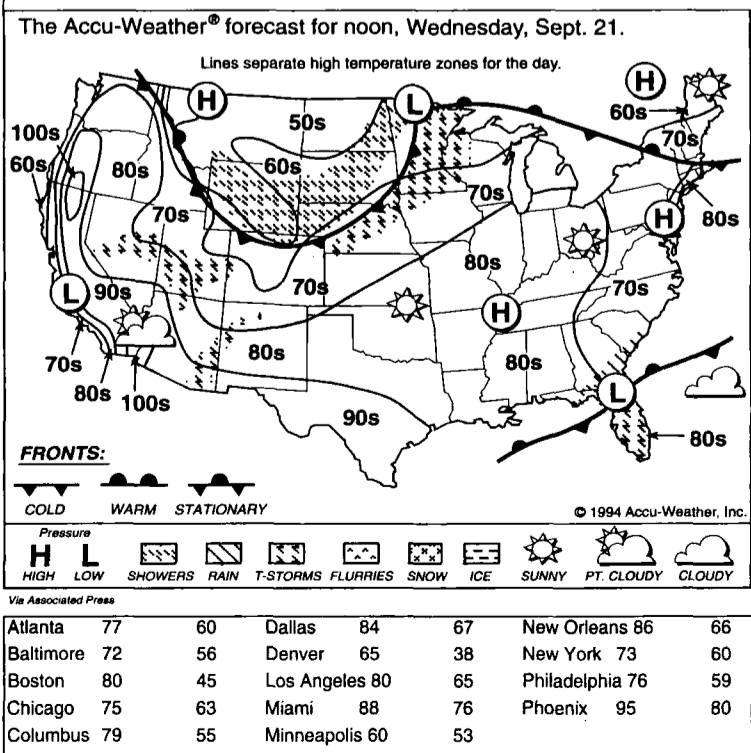 The Accu-Weather® forecast for noon, Wednesday, Sept. 21.
Lines separate high temperature zones for the day.
H
L
H
60s
50s
70s
100s
60s
80s
60s
70s
80s
70s
H
80s
70s
70s
L
90s
H
70s
80s
80s
L
70s
80s
100s
90s
80s
FRONTS:
COLD WARM STATIONARY
© 1994 Accu-Weather, Inc.
Pressure
H L
HIGH LOW SHOWERS RAIN T-STORMS FLURRIES SNOW ICE SUNNY PT. CLOUDY CLOUDY
Via Associated Press
Atlanta 77 60 Dallas 84 67 New Orleans 86 66
Baltimore 72 56 Denver 65 38 New York 73 60
Boston 80 45 Los Angeles 80 65 Philadelphia 76 59
Chicago 75 63 Miami 88 76 Phoenix 95 80
Columbus 79 55 Minneapolis 60 53